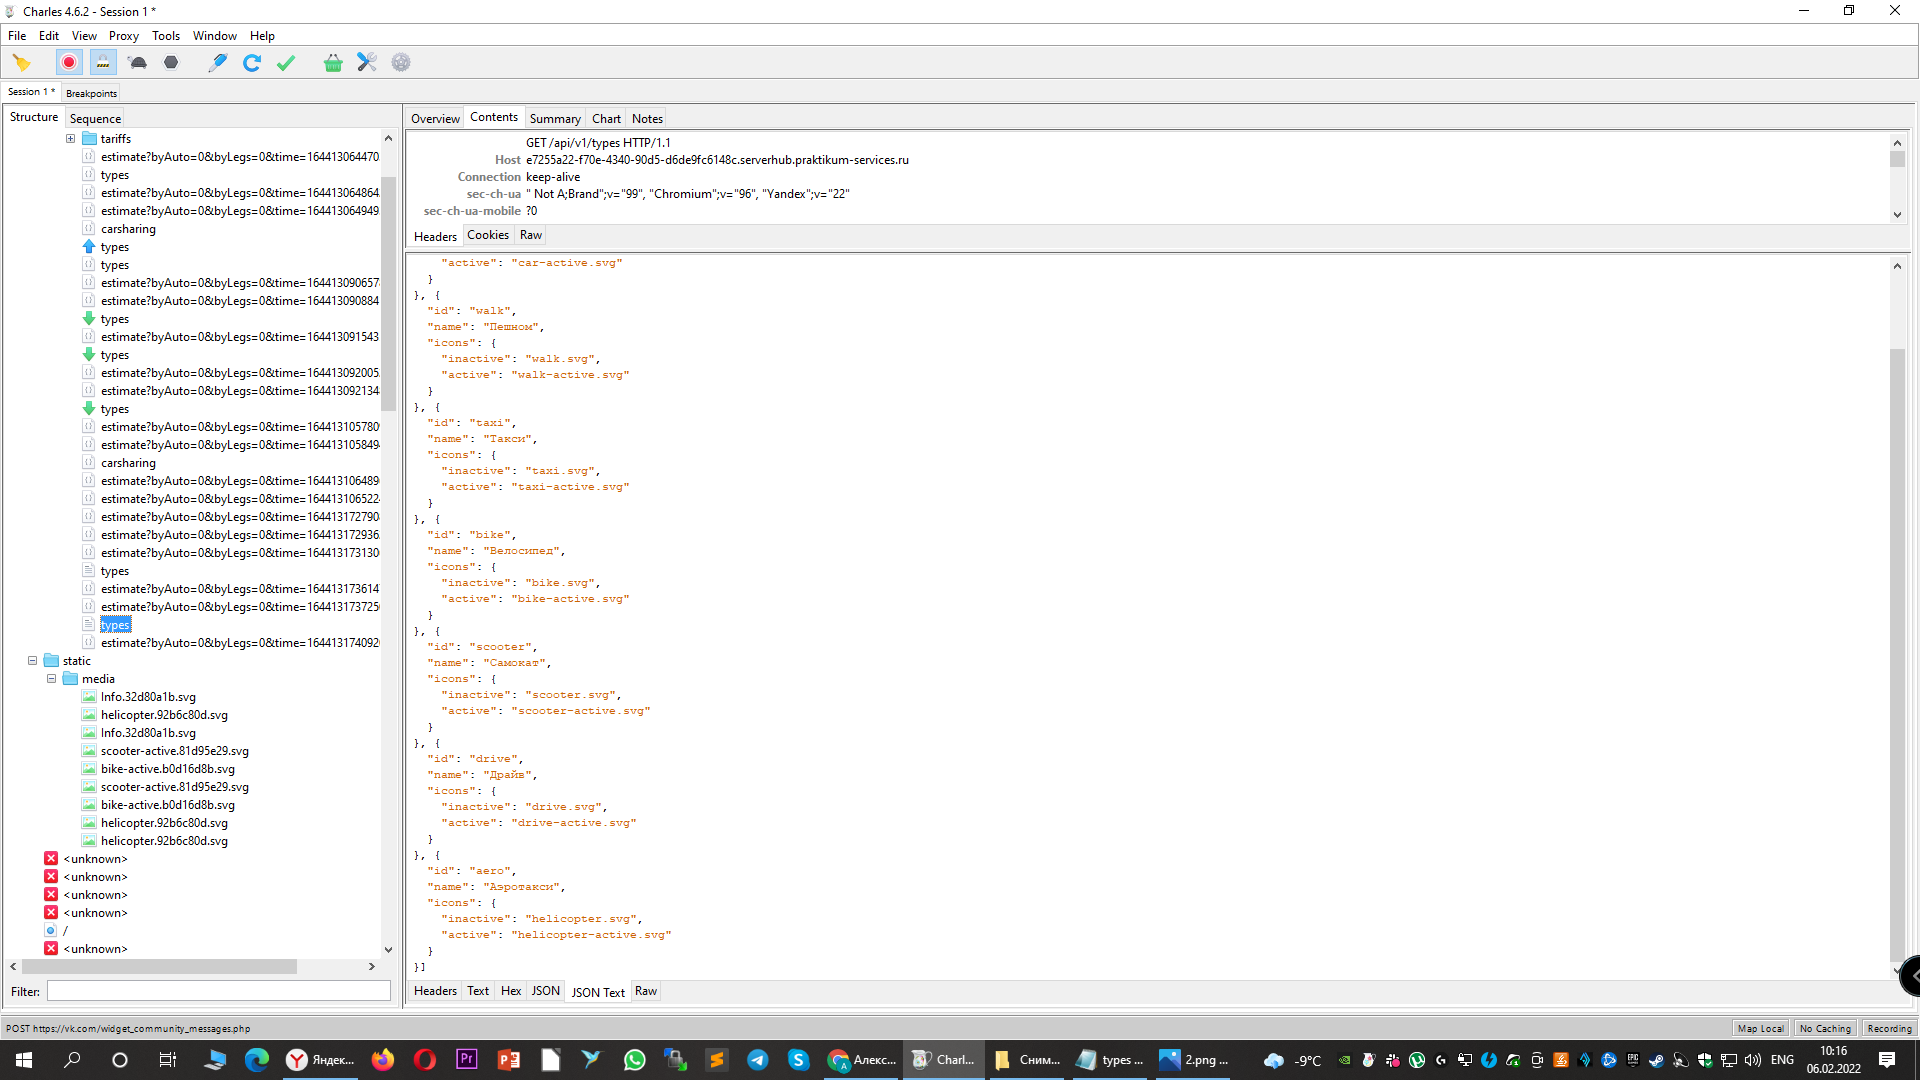 Charles 4.6.2 - Session 1 *
File Edit View Proxy Tools Window Help
Session 1 * Breakpoints
Structure Sequence
tariffs
estimate?byAuto=0&byLegs=0&time=164413064470
types
estimate?byAuto=0&byLegs=0&time=164413064864
estimate?byAuto=0&byLegs=0&time=164413064949
carsharing
types
types
estimate?byAuto=0&byLegs=0&time=164413090657
estimate?byAuto=0&byLegs=0&time=164413090884
types
estimate?byAuto=0&byLegs=0&time=164413091543
types
estimate?byAuto=0&byLegs=0&time=164413092005
estimate?byAuto=0&byLegs=0&time=164413092134
types
estimate?byAuto=0&byLegs=0&time=164413105780
estimate?byAuto=0&byLegs=0&time=164413105849
carsharing
estimate?byAuto=0&byLegs=0&time=164413106489
estimate?byAuto=0&byLegs=0&time=164413106522
estimate?byAuto=0&byLegs=0&time=164413172790
estimate?byAuto=0&byLegs=0&time=164413172936
estimate?byAuto=0&byLegs=0&time=164413173130
types
estimate?byAuto=0&byLegs=0&time=164413173614
estimate?byAuto=0&byLegs=0&time=164413173725
types
estimate?byAuto=0&byLegs=0&time=164413174092
static
media
Info.32d80a1b.svg
helicopter.92b6c80d.svg
Info.32d80a1b.svg
scooter-active.81d95e29.svg
bike-active.b0d16d8b.svg
scooter-active.81d95e29.svg
bike-active.b0d16d8b.svg
helicopter.92b6c80d.svg
helicopter.92b6c80d.svg
<unknown>
<unknown>
<unknown>
<unknown>
/
<unknown>
Filter:
Overview Contents Summary Chart Notes
GET /api/v1/types HTTP/1.1
Host e7255a22-f70e-4340-90d5-d6de9fc6148c.serverhub.praktikum-services.ru
Connection keep-alive
sec-ch-ua " Not A;Brand";v="99", "Chromium";v="96", "Yandex";v="22"
sec-ch-ua-mobile ?0
Headers Cookies Raw
"active": "car-active.svg"
}
}, {
"id": "walk",
"name": "Пешком",
"icons": {
"inactive": "walk.svg",
"active": "walk-active.svg"
}
}, {
"id": "taxi",
"name": "Такси",
"icons": {
"inactive": "taxi.svg",
"active": "taxi-active.svg"
}
}, {
"id": "bike",
"name": "Велосипед",
"icons": {
"inactive": "bike.svg",
"active": "bike-active.svg"
}
}, {
"id": "scooter",
"name": "Самокат",
"icons": {
"inactive": "scooter.svg",
"active": "scooter-active.svg"
}
}, {
"id": "drive",
"name": "Драйв",
"icons": {
"inactive": "drive.svg",
"active": "drive-active.svg"
}
}, {
"id": "aero",
"name": "Аэротакси",
"icons": {
"inactive": "helicopter.svg",
"active": "helicopter-active.svg"
}
}]
Headers Text Hex JSON JSON Text Raw
POST https://vk.com/widget_community_messages.php
Map Local No Caching Recording
Яндек... Алекс... Charl... Сним... types ... 2.png ... -9°C ENG 10:16
06.02.2022